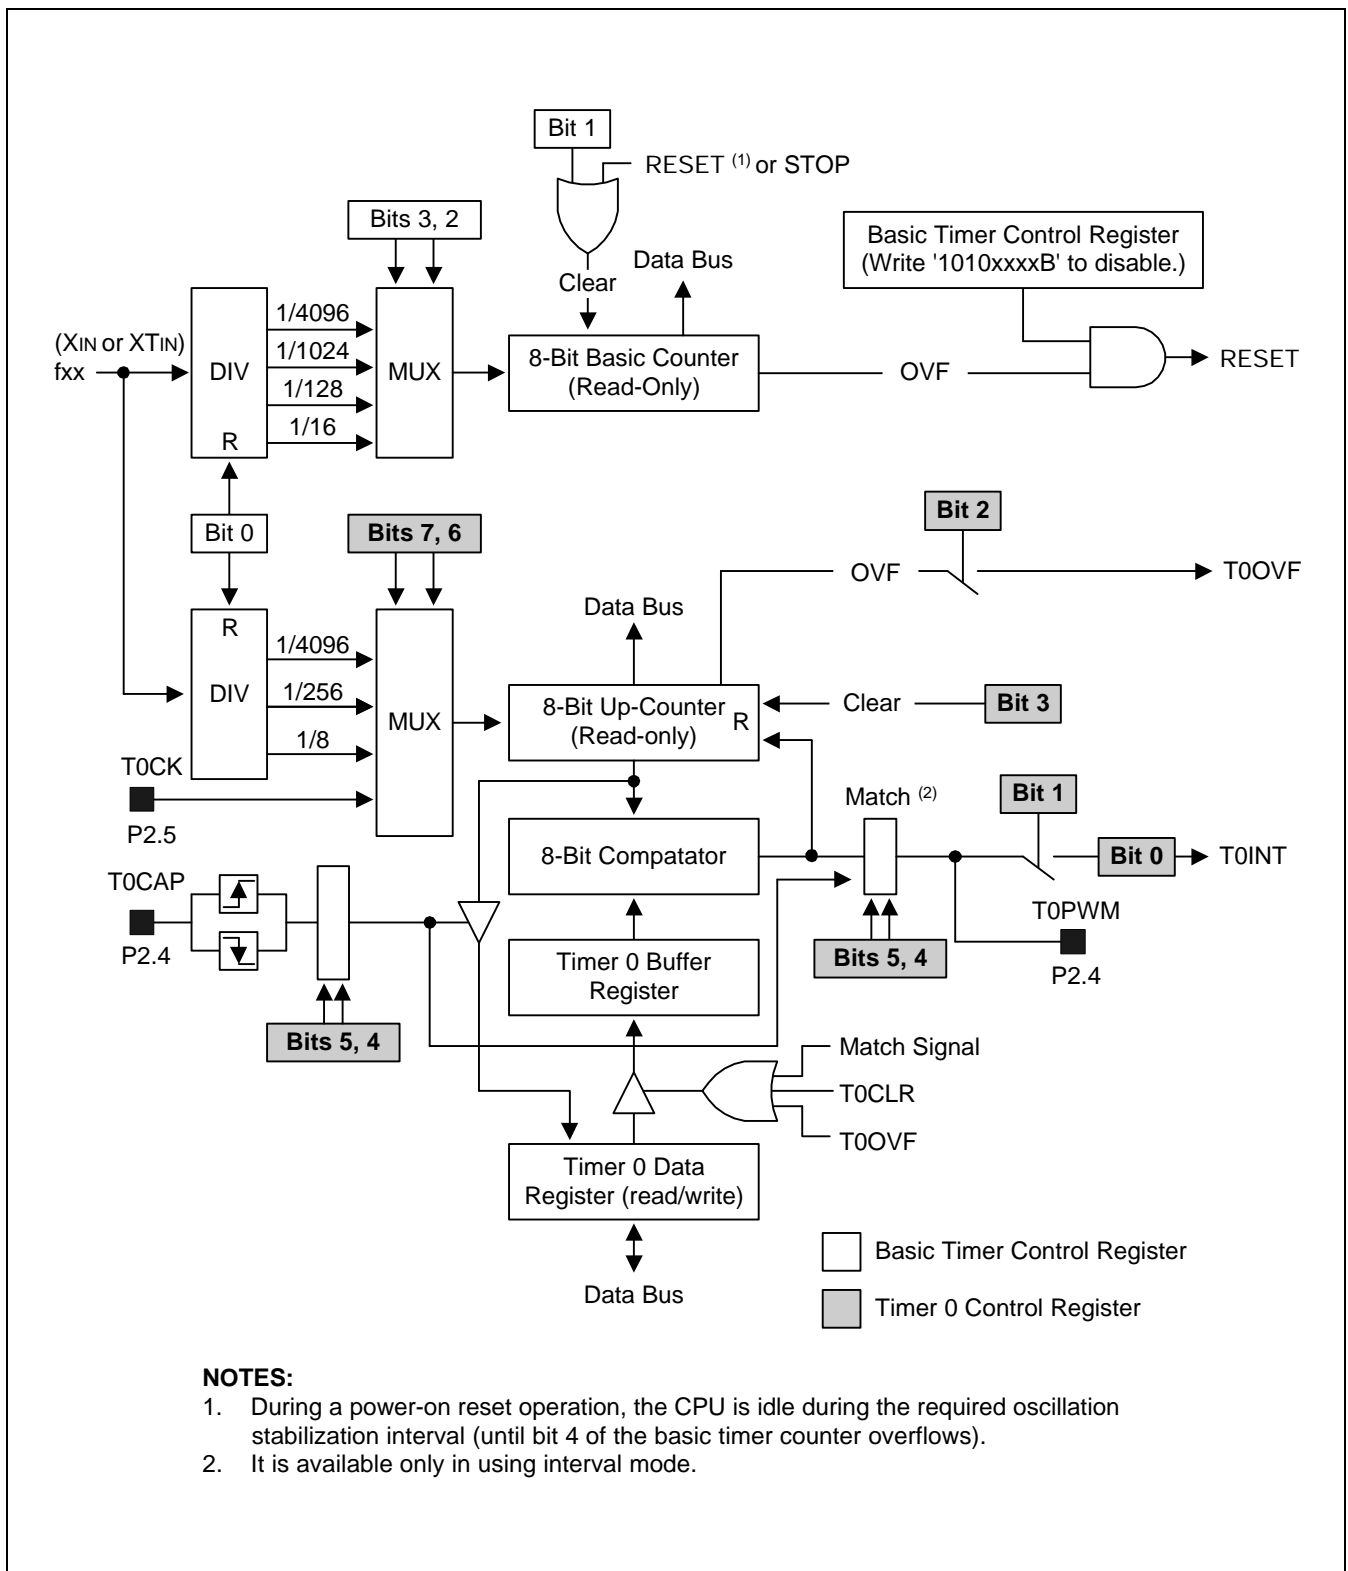 Bit 1
RESET (1) or STOP
Bits 3, 2
Basic Timer Control Register
(Write '1010xxxxB' to disable.)
Data Bus
Clear
1/4096
(XIN or XTIN)
fxx
DIV
1/1024
MUX
8-Bit Basic Counter
(Read-Only)
OVF
RESET
1/128
1/16
R
Bit 0
Bits 7, 6
Bit 2
OVF
T0OVF
Data Bus
R
1/4096
DIV
1/256
MUX
8-Bit Up-Counter
(Read-only)
R
Clear
Bit 3
1/8
T0CK
P2.5
Match (2)
Bit 1
8-Bit Compatator
Bit 0
T0INT
T0CAP
P2.4
T0PWM
P2.4
Timer 0 Buffer
Register
Bits 5, 4
Bits 5, 4
Match Signal
T0CLR
T0OVF
Timer 0 Data
Register (read/write)
Data Bus
Basic Timer Control Register
Timer 0 Control Register
NOTES:
1. During a power-on reset operation, the CPU is idle during the required oscillation
stabilization interval (until bit 4 of the basic timer counter overflows).
2. It is available only in using interval mode.